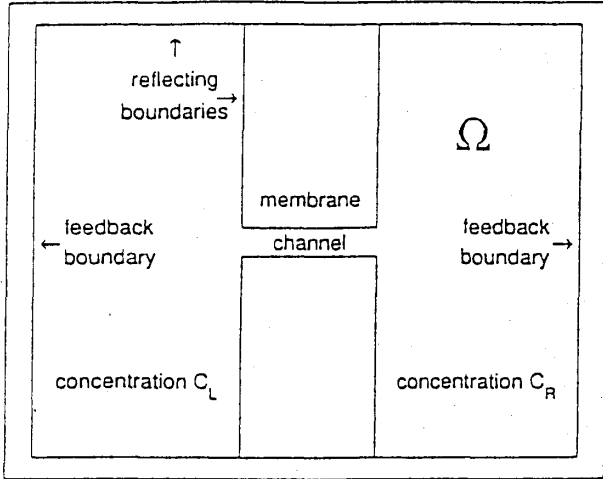 ↑
reflecting
boundaries→
Ω
membrane
channel
←feedback
boundary
feedback→
boundary
concentration C_L
concentration C_R